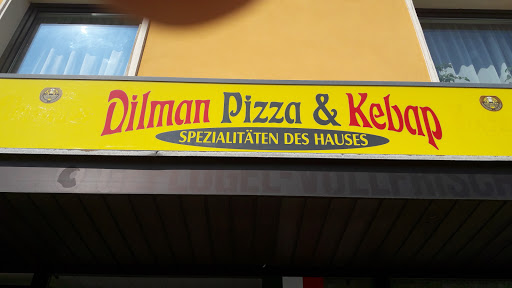 Dilman Pizza & Kebap
SPEZIALITÄTEN DES HAUSES